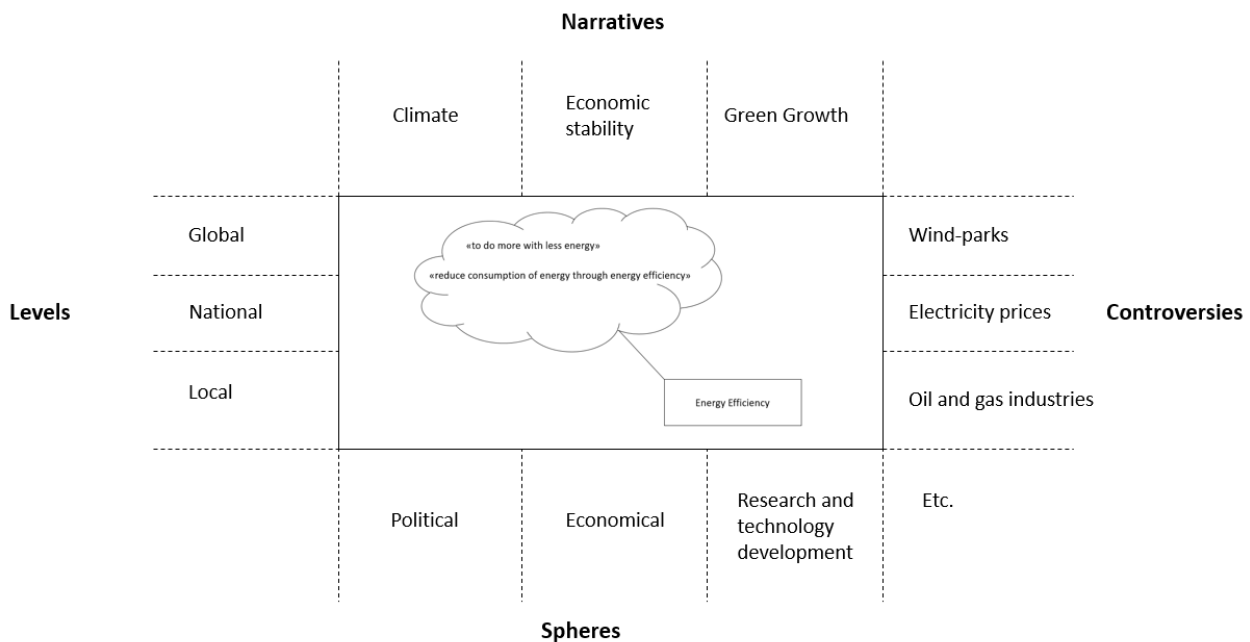 Narratives
Climate
Economic
stability
Green Growth
Global
«to do more with less energy»
Wind-parks
«reduce consumption of energy through energy efficiency»
Levels
National
Electricity prices
Controversies
Local
Energy Efficiency
Oil and gas industries
Political
Economical
Research and
technology
development
Etc.
Spheres